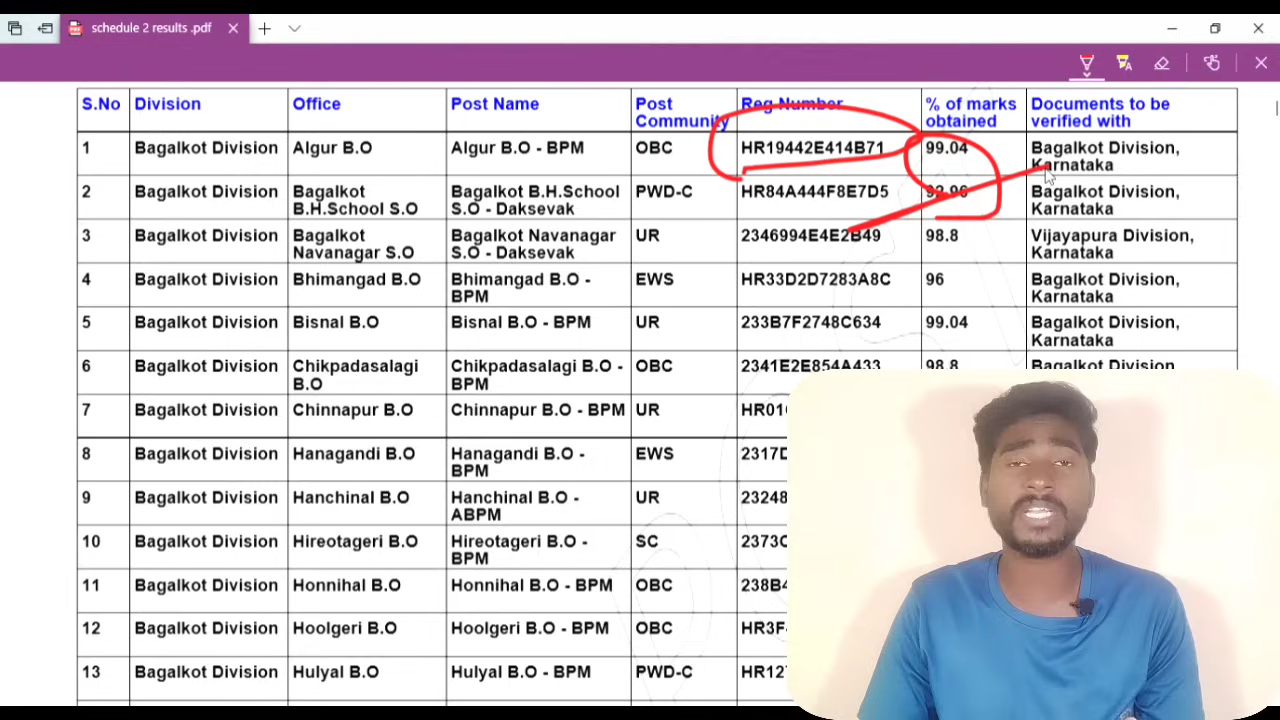 schedule 2 results .pdf
S.No Division Office Post Name Post Community Reg Number % of marks obtained Documents to be verified with
1 Bagalkot Division Algur B.O Algur B.O - BPM OBC HR19442E414B71 99.04 Bagalkot Division, Karnataka
2 Bagalkot Division Bagalkot B.H.School S.O Bagalkot B.H.School S.O - Daksevak PWD-C HR84A444F8E7D5 92.96 Bagalkot Division, Karnataka
3 Bagalkot Division Bagalkot Navanagar S.O Bagalkot Navanagar S.O - Daksevak UR 2346994E4E2B49 98.8 Vijayapura Division, Karnataka
4 Bagalkot Division Bhimangad B.O Bhimangad B.O - BPM EWS HR33D2D7283A8C 96 Bagalkot Division, Karnataka
5 Bagalkot Division Bisnal B.O Bisnal B.O - BPM UR 233B7F2748C634 99.04 Bagalkot Division, Karnataka
6 Bagalkot Division Chikpadasalagi B.O Chikpadasalagi B.O - BPM OBC 2341E2E854A433 98.8 Bagalkot Division
7 Bagalkot Division Chinnapur B.O Chinnapur B.O - BPM UR
8 Bagalkot Division Hanagandi B.O Hanagandi B.O - BPM EWS
9 Bagalkot Division Hanchinal B.O Hanchinal B.O - ABPM UR
10 Bagalkot Division Hireotageri B.O Hireotageri B.O - BPM SC
11 Bagalkot Division Honnihal B.O Honnihal B.O - BPM OBC
12 Bagalkot Division Hoolgeri B.O Hoolgeri B.O - BPM OBC
13 Bagalkot Division Hulyal B.O Hulyal B.O - BPM PWD-C